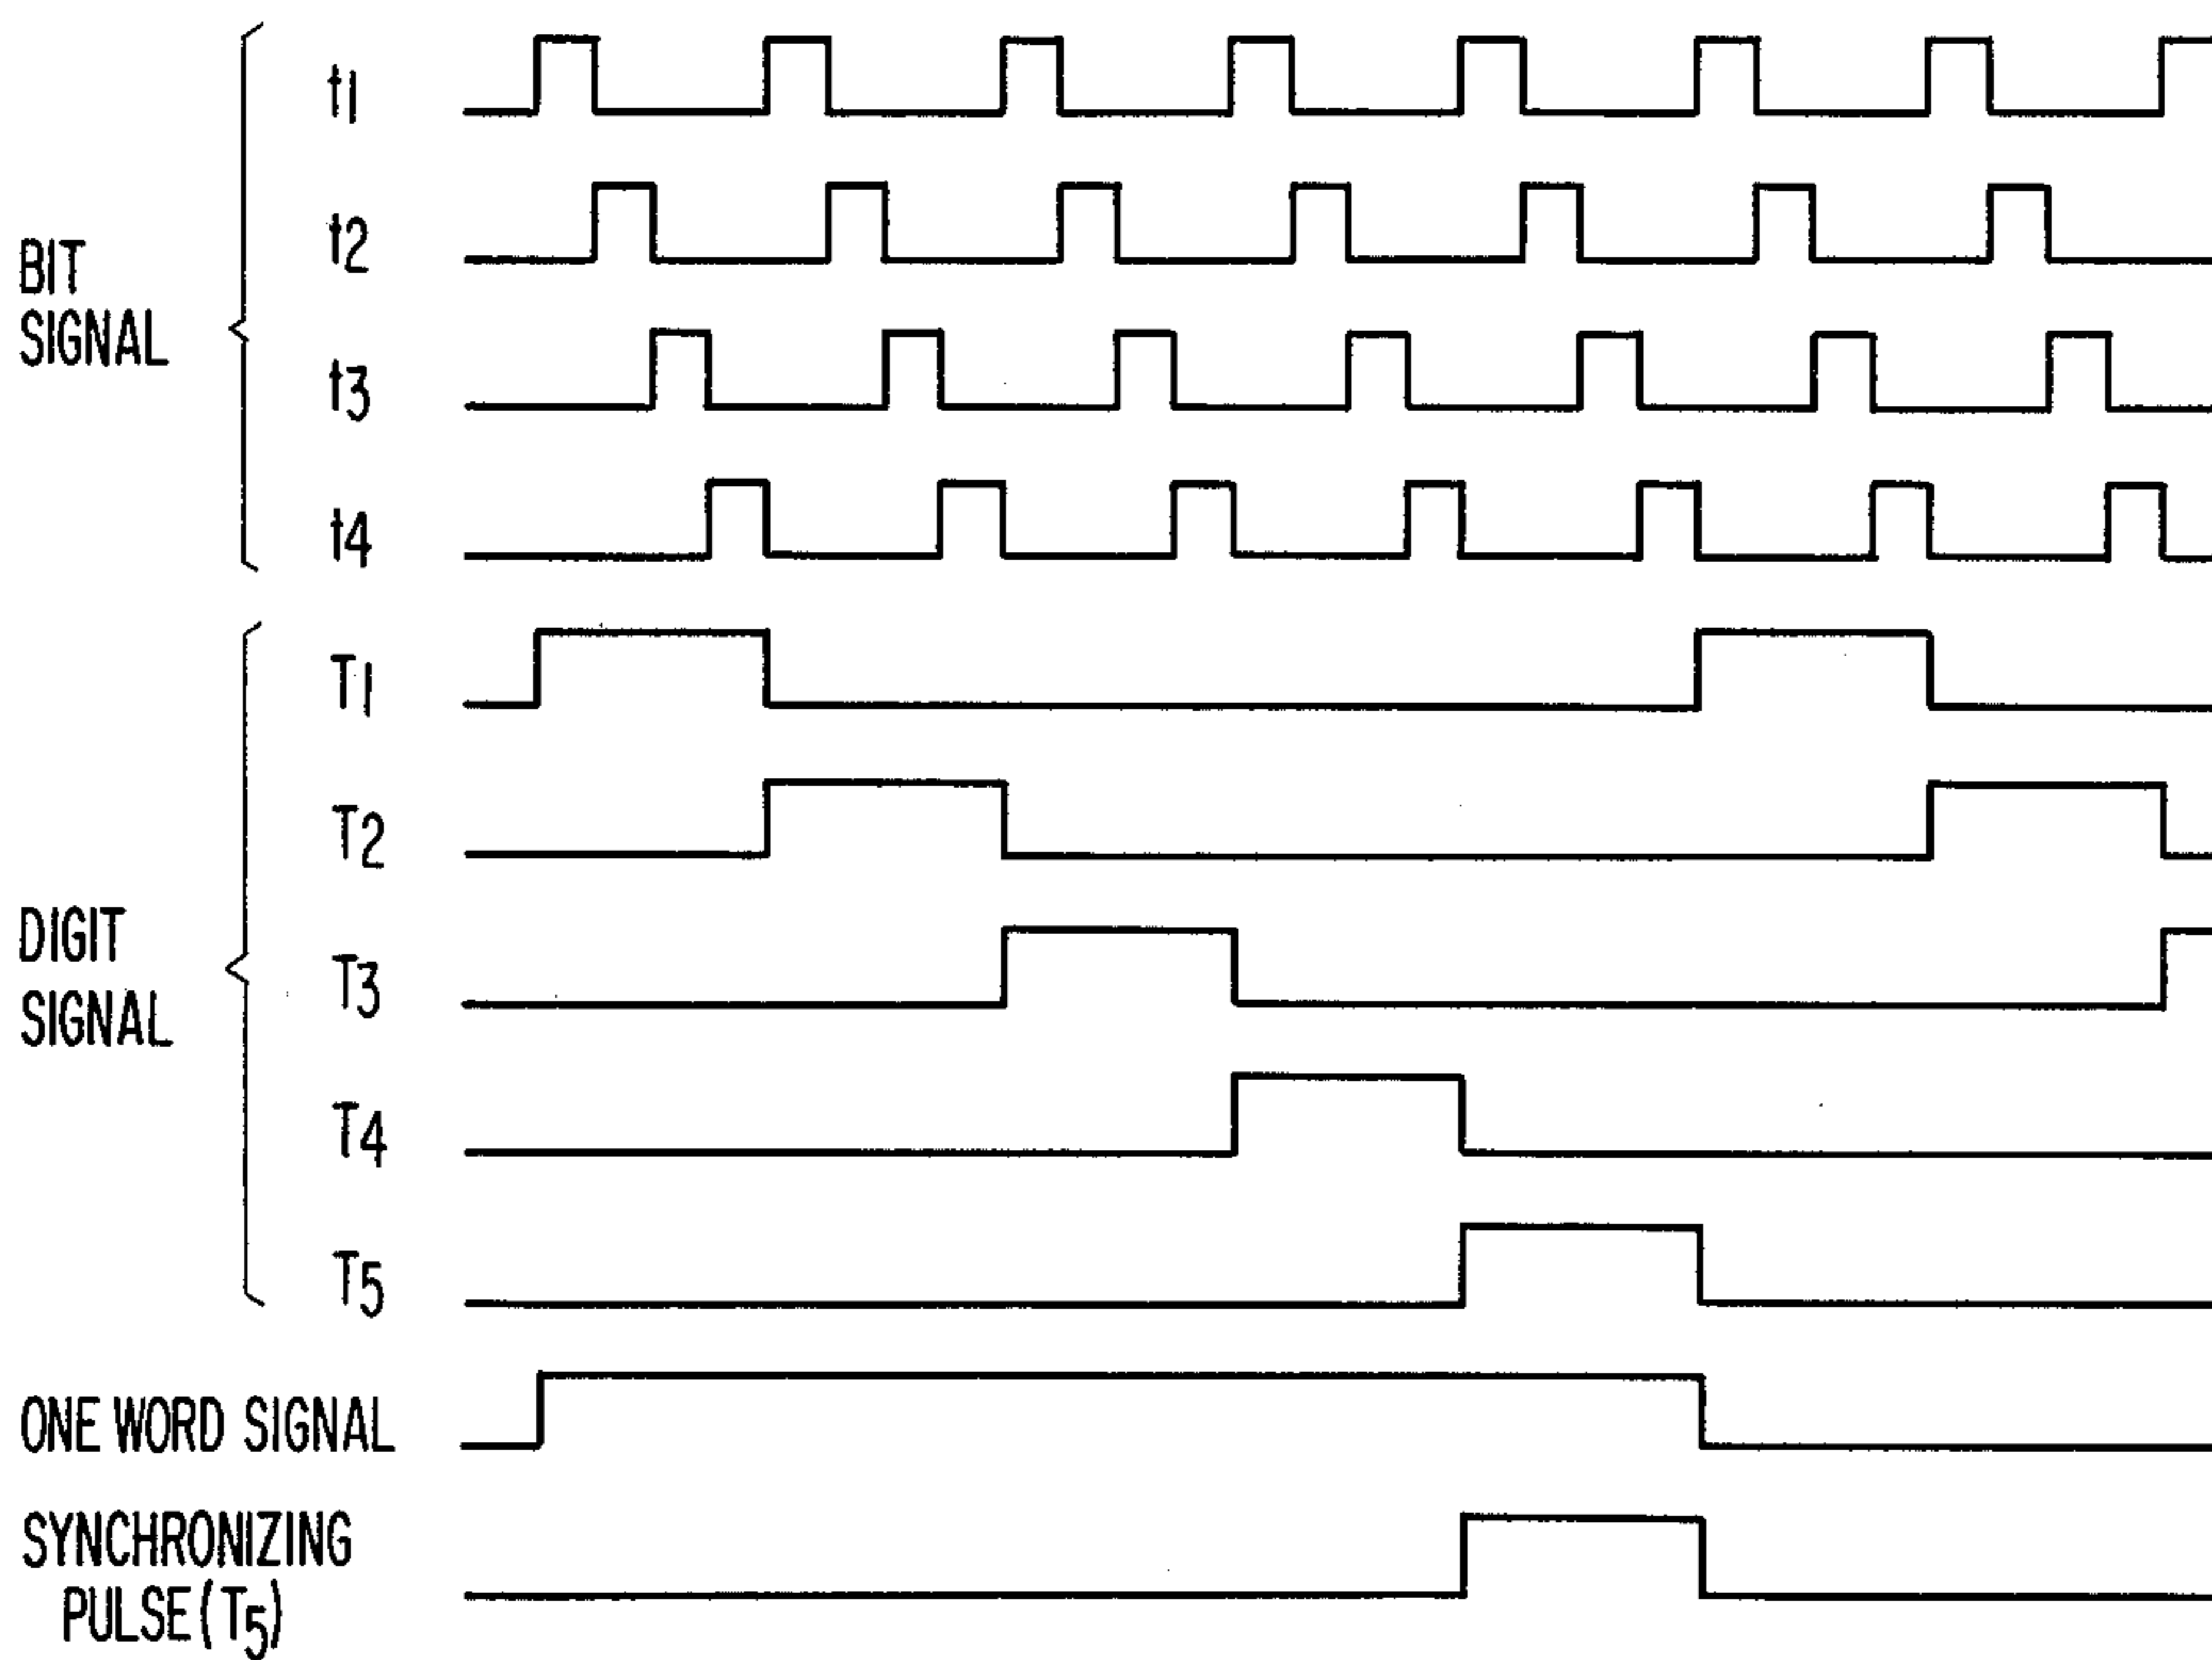 BIT
SIGNAL
t1
t2
t3
t4
DIGIT
SIGNAL
T1
T2
T3
T4
T5
ONE WORD SIGNAL
SYNCHRONIZING
PULSE(T5)